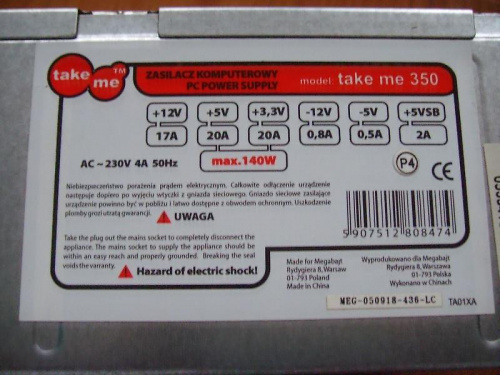 take me™
ZASILACZ KOMPUTEROWY
PC POWER SUPPLY
model: take me 350
+12V +5V +3,3V -12V -5V +5VSB
17A 20A 20A 0,8A 0,5A 2A
AC ~ 230V 4A 50Hz
max.140W
P4
CE
Niebezpieczeństwo porażenia prądem elektrycznym. Całkowite odłączenie urządzenie
następuje dopiero po wyjęciu wtyczki z gniazda sieciowego. Gniazdo sieciowe zasilające
urządzenie powinno być w pobliżu i łatwo dostępne z obwodem ochronnym. Uszkodzenie
plomby grozi utratą gwarancji.
UWAGA
Take the plug out the mains socket to completely disconnect
the appliance. The mains socket to supply the appliance should be
within an easy reach and properly grounded. Breaking the seal
voids the warranty.
Hazard of electric shock!
5 907512 808474
Made for Megabajt
Rydygiera 8, Warsaw
01-793 Poland
Made in China
Wyprodukowano dla Megabajt
Rydygiera 8, Warszawa
01-793 Polska
Wykonano w Chinach
MEG-050918-436-LC
TA01XA